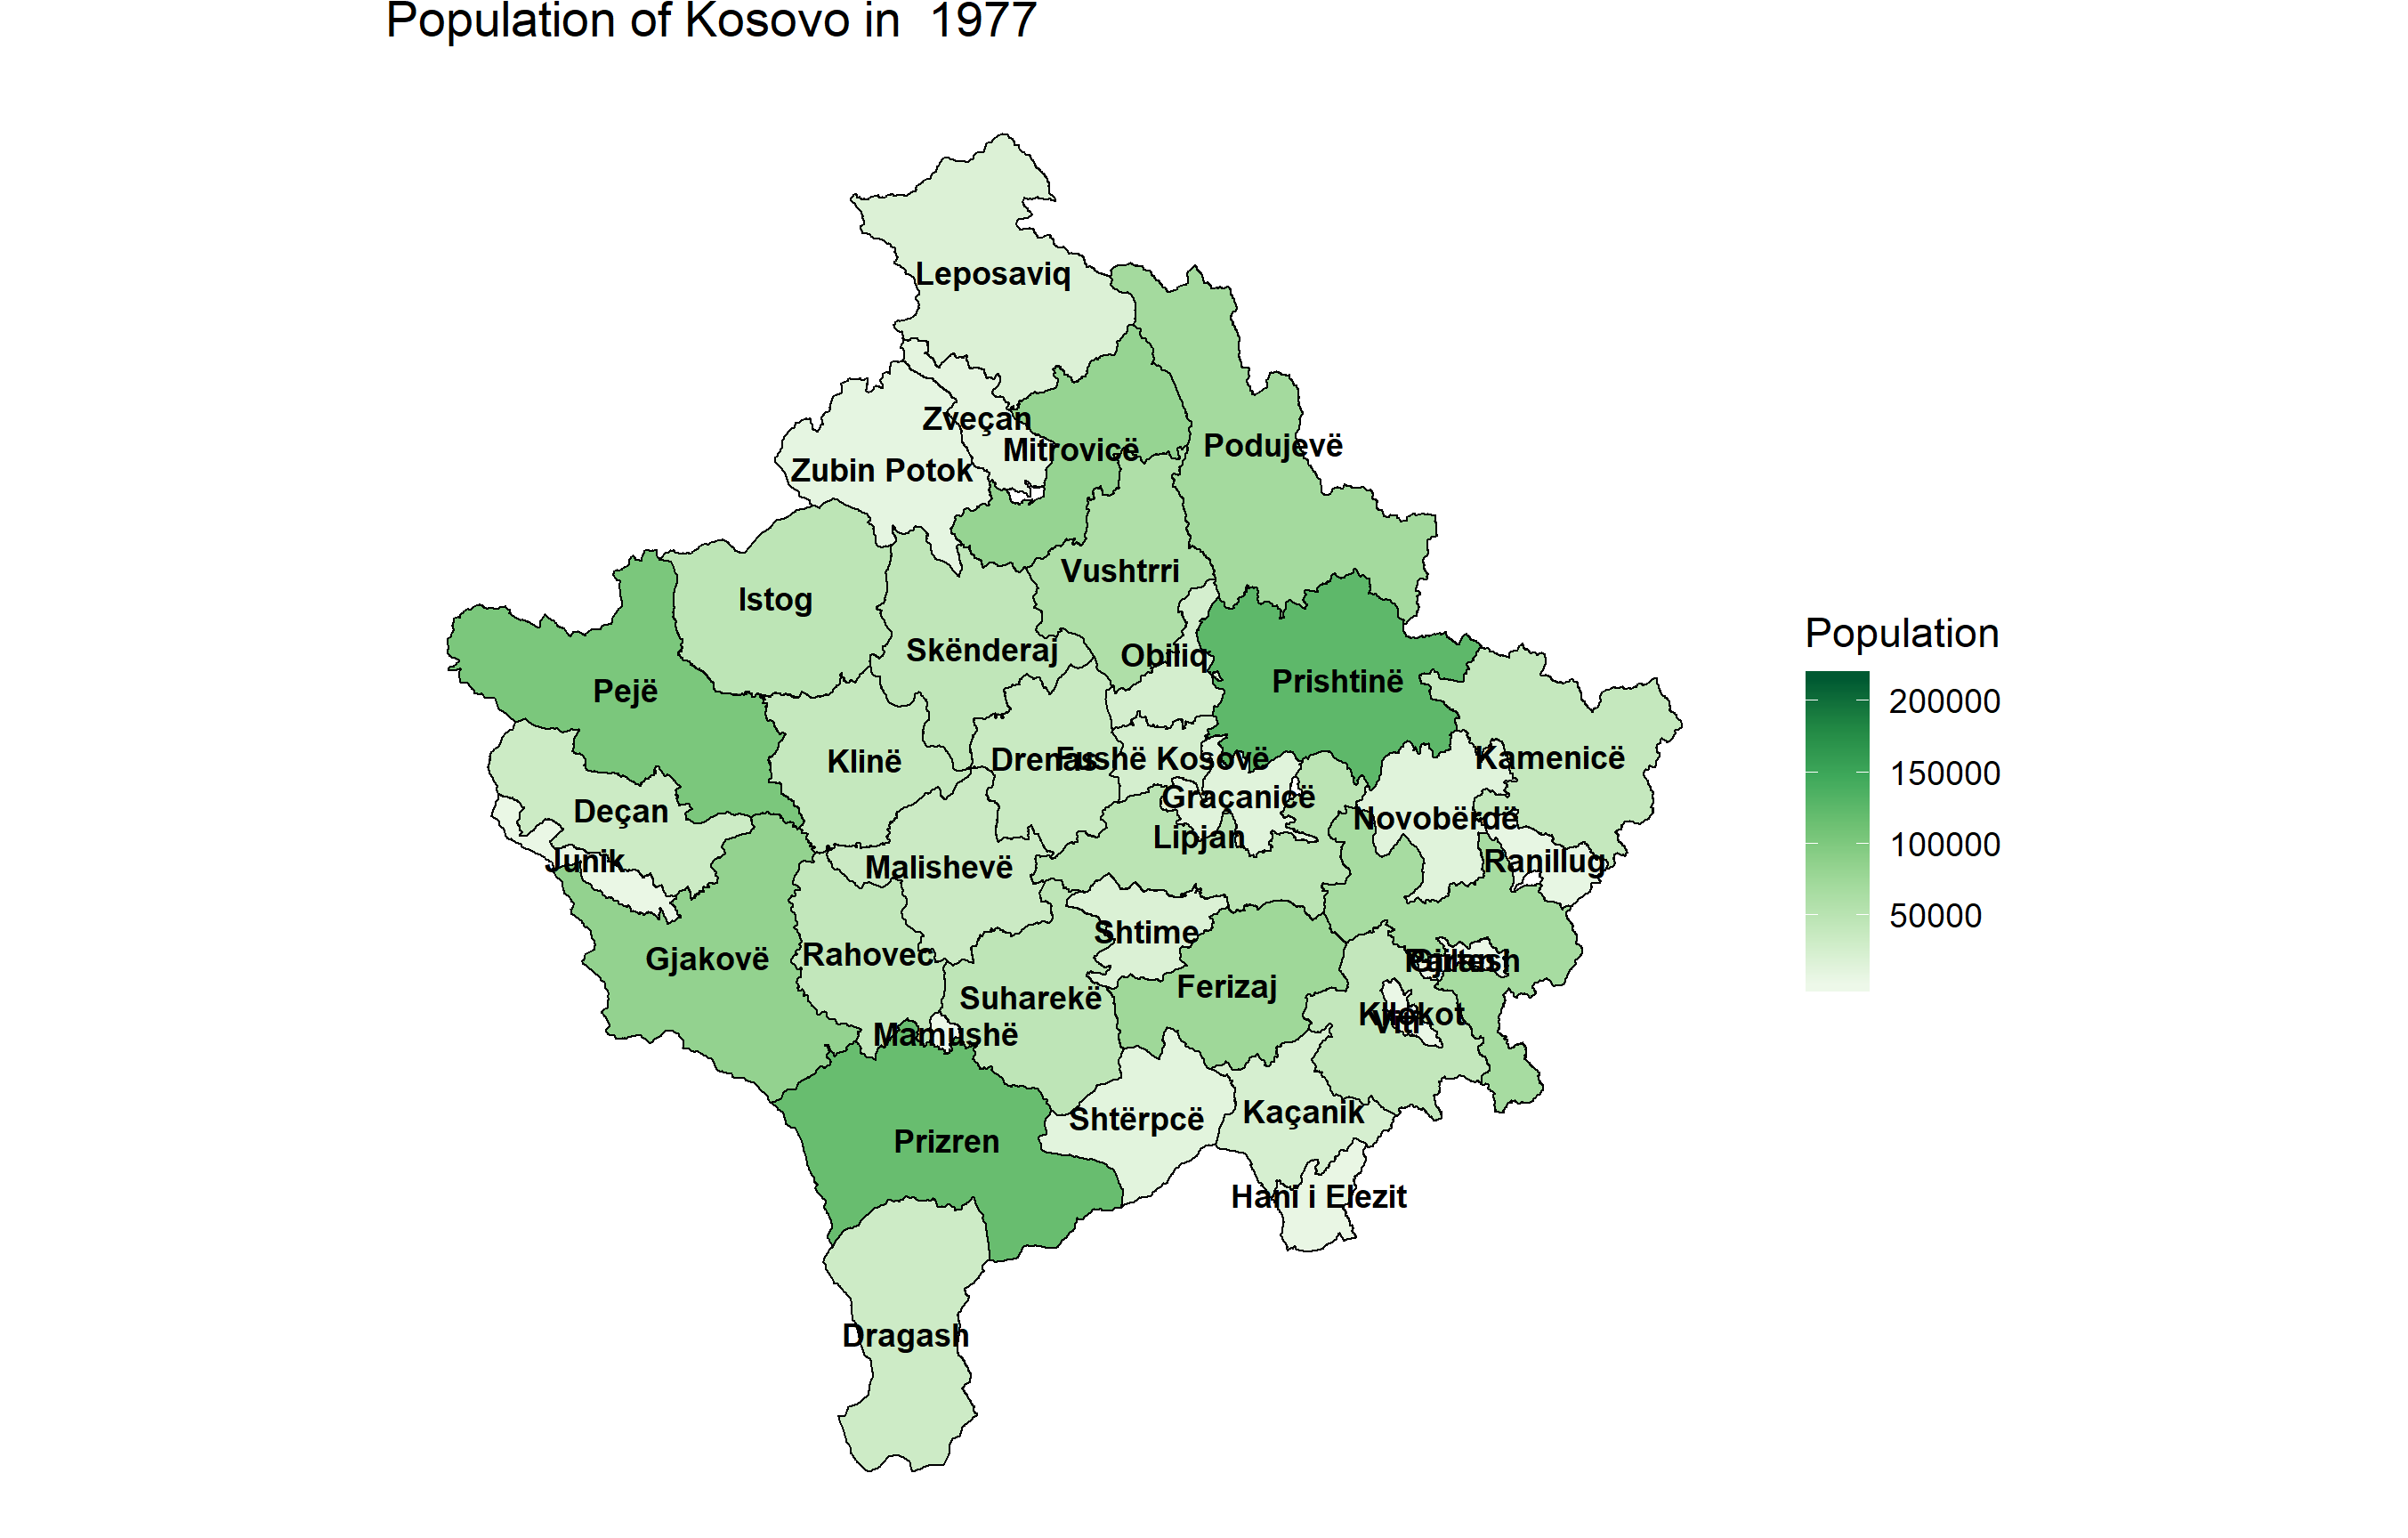 Population of Kosovo in  1977
Leposaviq
Zveçan
Mitrovicë
Podujevë
Zubin Potok
Vushtrri
Istog
Skënderaj
Obiliq
Prishtinë
Pejë
Klinë
Drenas
Fushë Kosovë
Kamenicë
Graçanicë
Deçan
Novobërdë
Lipjan
Junik
Malishevë
Ranillug
Shtime
Gjakovë
Rahovec
Gjilan
Partesh
Ferizaj
Suharekë
Kllokot
Viti
Mamushë
Shtërpcë
Kaçanik
Prizren
Hani i Elezit
Dragash
Population
200000
150000
100000
50000